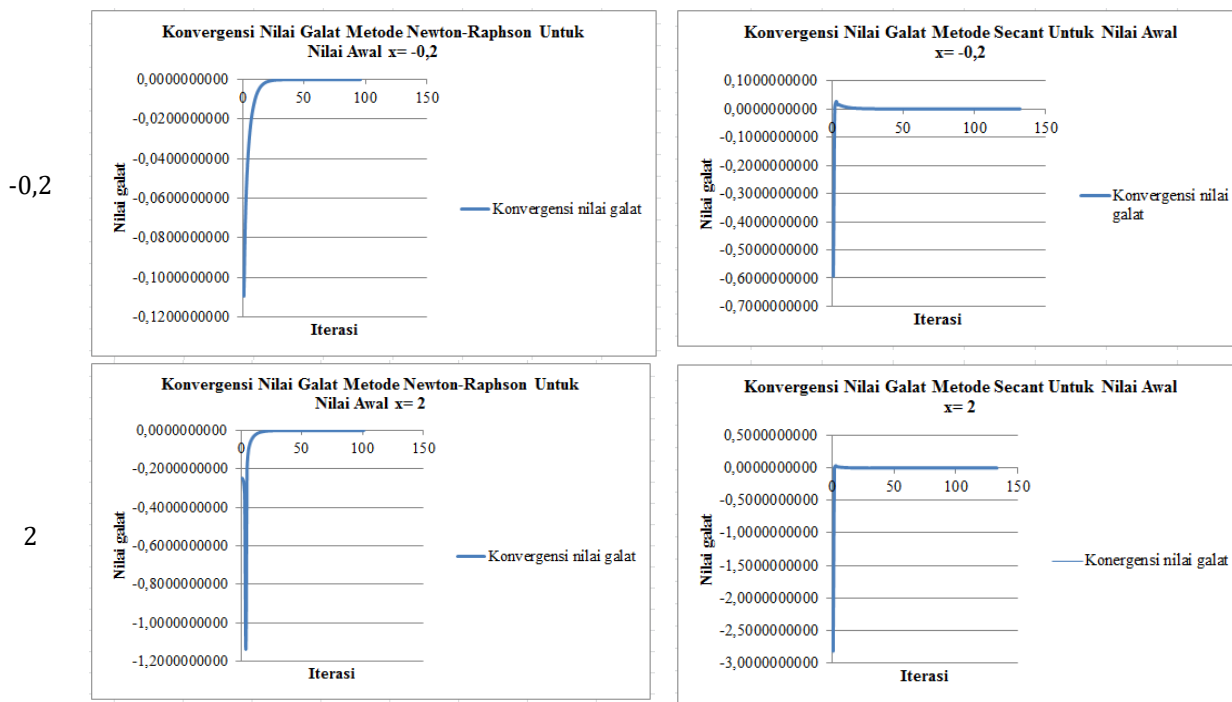 -0,2
Konvergensi Nilai Galat Metode Newton-Raphson Untuk
Nilai Awal x= -0,2
0,0000000000
-0,0200000000
-0,0400000000
-0,0600000000
-0,0800000000
-0,1000000000
-0,1200000000
0
50
100
150
Nilai galat
Iterasi
Konvergensi nilai galat
Konvergensi Nilai Galat Metode Secant Untuk Nilai Awal
x= -0,2
0,1000000000
0,0000000000
-0,1000000000
-0,2000000000
-0,3000000000
-0,4000000000
-0,5000000000
-0,6000000000
-0,7000000000
0
50
100
150
Nilai galat
Iterasi
Konvergensi nilai
galat
2
Konvergensi Nilai Galat Metode Newton-Raphson Untuk
Nilai Awal x= 2
0,0000000000
-0,2000000000
-0,4000000000
-0,6000000000
-0,8000000000
-1,0000000000
-1,2000000000
0
50
100
150
Nilai galat
Iterasi
Konvergensi nilai galat
Konvergensi Nilai Galat Metode Secant Untuk Nilai Awal
x= 2
0,5000000000
0,0000000000
-0,5000000000
-1,0000000000
-1,5000000000
-2,0000000000
-2,5000000000
-3,0000000000
0
50
100
150
Nilai galat
Iterasi
Konergensi nilai galat